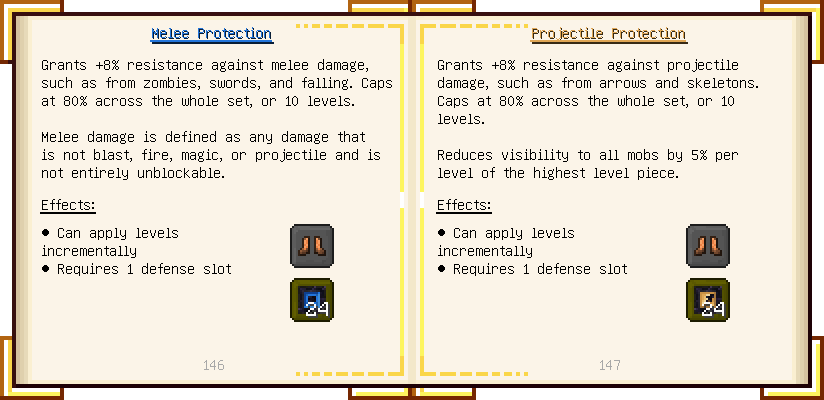 Melee Protection
Grants +8% resistance against melee damage,
such as from zombies, swords, and falling. Caps
at 80% across the whole set, or 10 levels.
Melee damage is defined as any damage that
is not blast, fire, magic, or projectile and is
not entirely unblockable.
Effects:
• Can apply levels
incrementally
• Requires 1 defense slot
24
146
Projectile Protection
Grants +8% resistance against projectile
damage, such as from arrows and skeletons.
Caps at 80% across the whole set, or 10
levels.
Reduces visibility to all mobs by 5% per
level of the highest level piece.
Effects:
• Can apply levels
incrementally
• Requires 1 defense slot
24
147